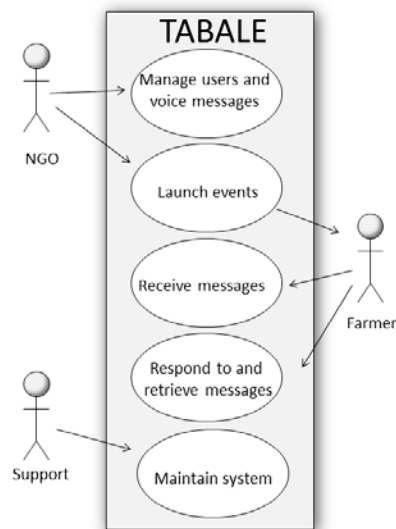 TABALE
Manage users and
voice messages
NGO
Launch events
Receive messages
Farmer
Respond to and
retrieve messages
Support
Maintain system